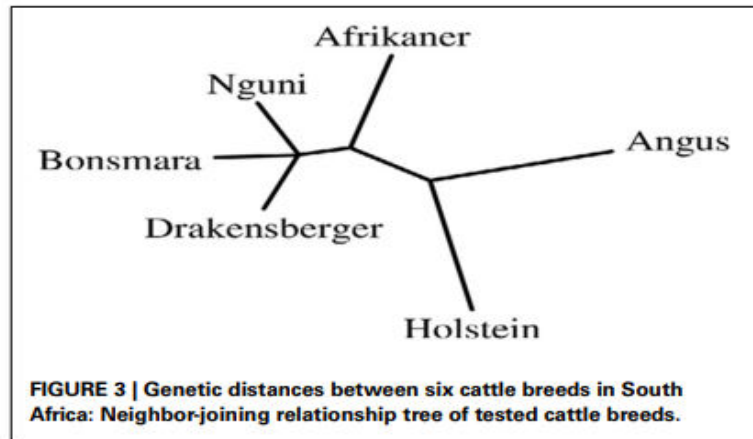 Afrikaner
Nguni
Angus
Bonsmara
Drakensberger
Holstein
FIGURE 3 | Genetic distances between six cattle breeds in South
Africa: Neighbor-joining relationship tree of tested cattle breeds.